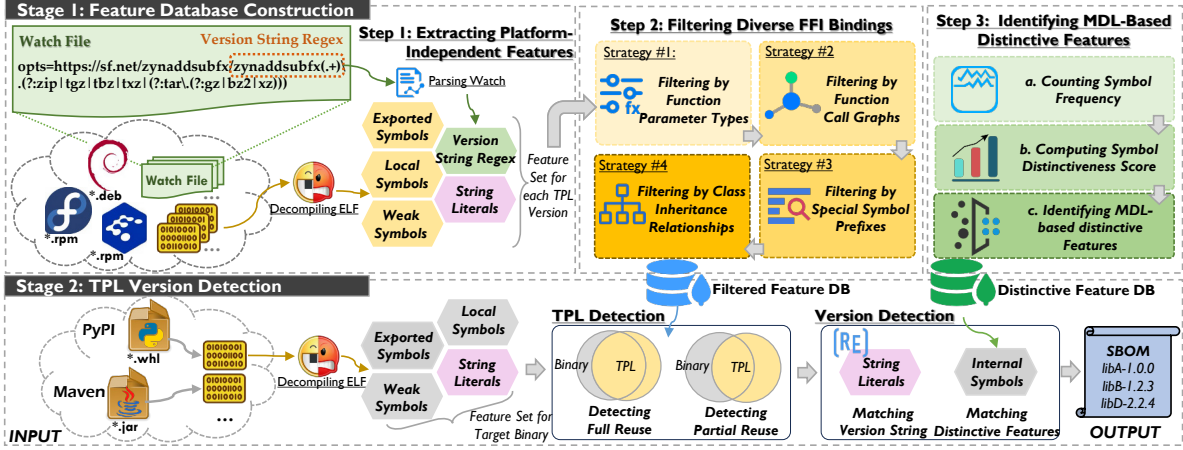 Stage 1: Feature Database Construction
Watch File
Version String Regex
opts=https://sf.net/zynaddsubfx/zynaddsubfx(.+)
.(?:zip|tgz|tbz|txz|(?:tar\.(?:gz|bz2|xz)))
Step 1: Extracting Platform-
Independent Features
Parsing Watch
Watch File
*.deb
*.rpm
*.rpm
...
Decompiling ELF
Exported
Symbols
Local
Symbols
Weak
Symbols
Version
String Regex
String
Literals
Feature
Set for
each TPL
Version
Step 2: Filtering Diverse FFI Bindings
Strategy #1:
fx
Filtering by
Function
Parameter Types
Strategy #2
Filtering by
Function
Call Graphs
Strategy #4
Filtering by Class
Inheritance
Relationships
Strategy #3
Filtering by
Special Symbol
Prefixes
Step 3: Identifying MDL-Based
Distinctive Features
a. Counting Symbol
Frequency
b. Computing Symbol
Distinctiveness Score
c. Identifying MDL-
based distinctive
Features
Filtered Feature DB
Distinctive Feature DB
Stage 2: TPL Version Detection
PyPI
*.whl
Maven
*.jar
...
INPUT
Decompiling ELF
Exported
Symbols
Local
Symbols
Weak
Symbols
String
Literals
Feature Set for
Target Binary
TPL Detection
Binary
TPL
Detecting
Full Reuse
Binary
TPL
Detecting
Partial Reuse
Version Detection
[RE]
String
Literals
Matching
Version String
Internal
Symbols
Matching
Distinctive Features
SBOM
libA-1.0.0
libB-1.2.3
libD-2.2.4
OUTPUT